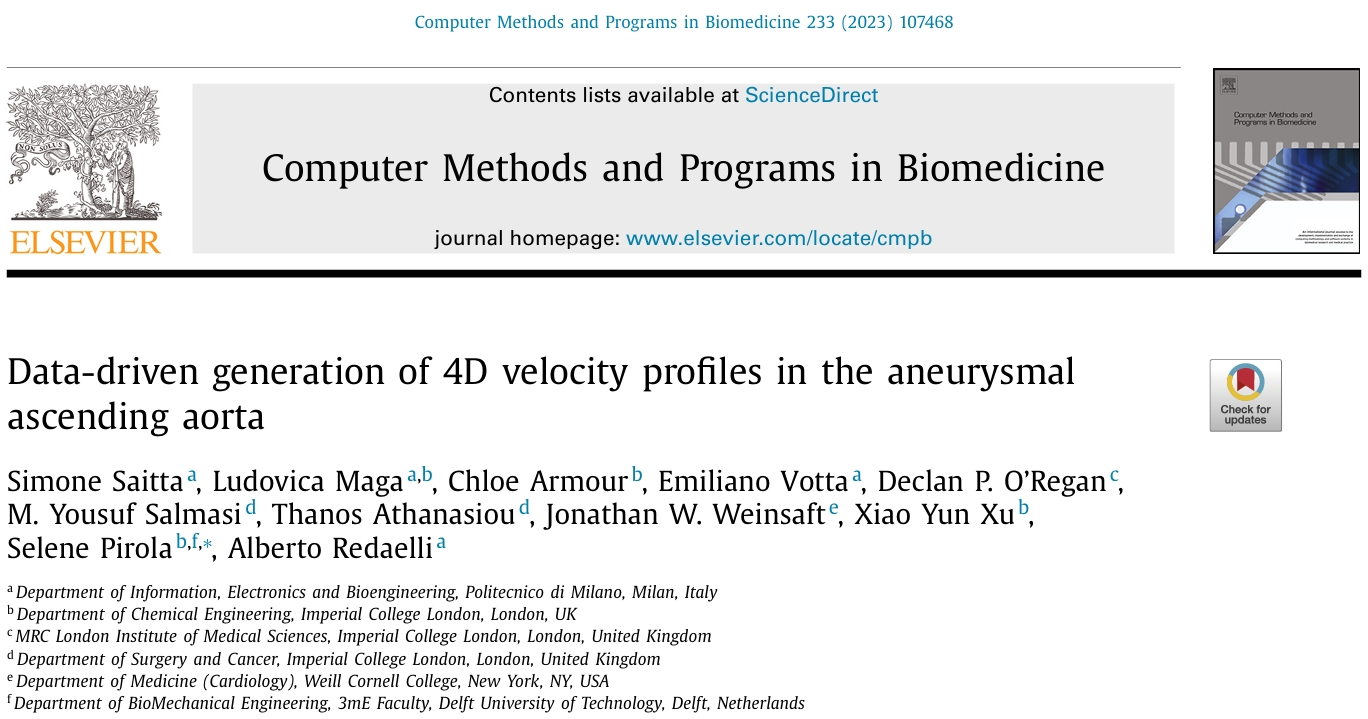 Computer Methods and Programs in Biomedicine 233 (2023) 107468
Contents lists available at ScienceDirect
Computer Methods and Programs in Biomedicine
journal homepage: www.elsevier.com/locate/cmpb
NON SOLUS
ELSEVIER
Computer Methods and
Programs in Biomedicine
Data-driven generation of 4D velocity profiles in the aneurysmal
ascending aorta
Check for
updates
Simone Saitta a, Ludovica Maga a,b, Chloe Armour b, Emiliano Votta a, Declan P. O’Regan c,
M. Yousuf Salmasi d, Thanos Athanasiou d, Jonathan W. Weinsaft e, Xiao Yun Xu b,
Selene Pirola b,f,*, Alberto Redaelli a
a Department of Information, Electronics and Bioengineering, Politecnico di Milano, Milan, Italy
b Department of Chemical Engineering, Imperial College London, London, UK
c MRC London Institute of Medical Sciences, Imperial College London, London, United Kingdom
d Department of Surgery and Cancer, Imperial College London, London, United Kingdom
e Department of Medicine (Cardiology), Weill Cornell College, New York, NY, USA
f Department of BioMechanical Engineering, 3mE Faculty, Delft University of Technology, Delft, Netherlands